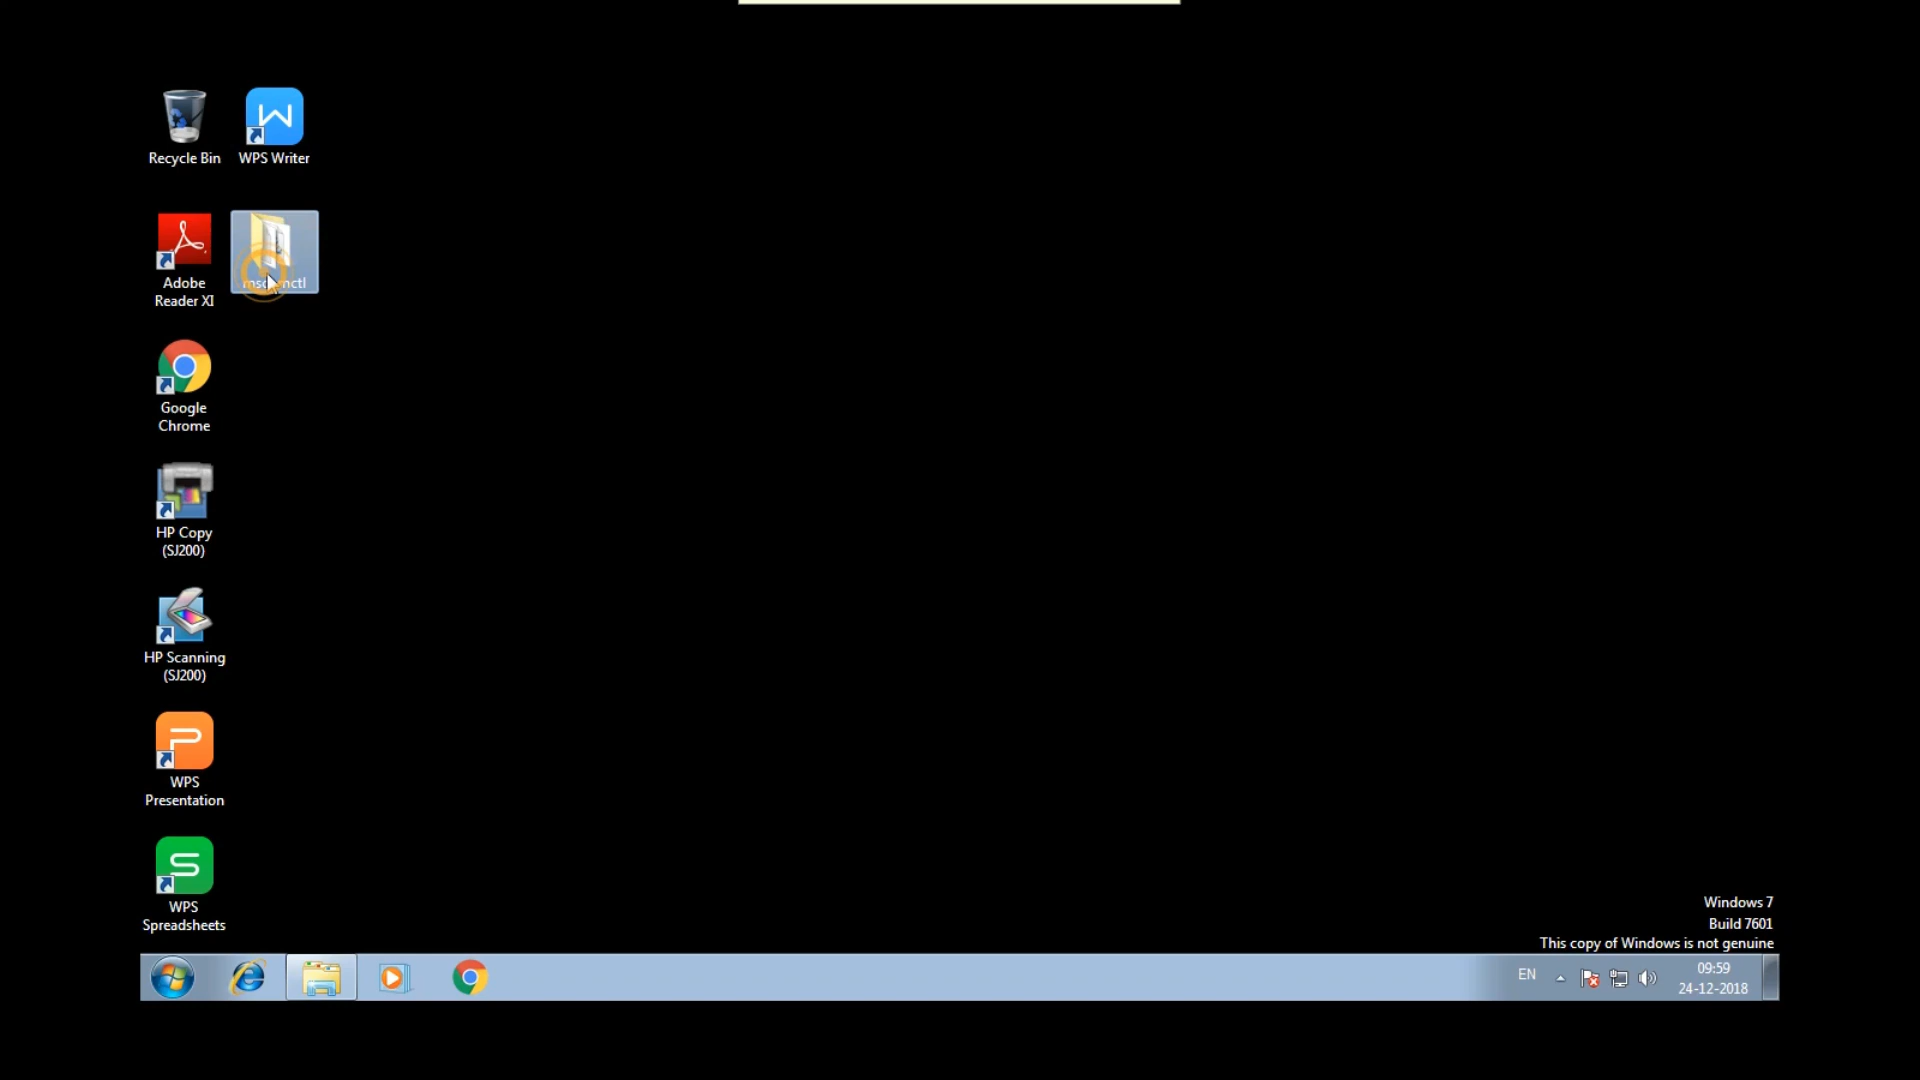 Recycle Bin
WPS Writer
Adobe
Reader XI
Google
Chrome
HP Copy
(SJ200)
HP Scanning
(SJ200)
WPS
Presentation
WPS
Spreadsheets
Windows 7
Build 7601
This copy of Windows is not genuine
EN
09:59
24-12-2018